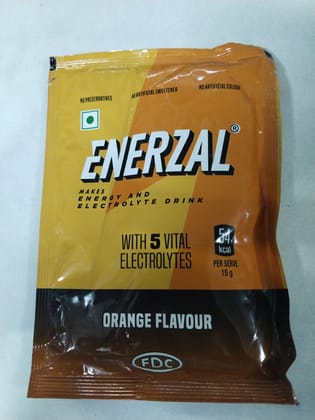 NO PRESERVATIVES NO ARTIFICIAL SWEETENER NO ARTIFICIAL COLOUR
ENERZAL®
MAKES
ENERGY AND
ELECTROLYTE DRINK
WITH 5 VITAL
ELECTROLYTES
54
kcal
PER SERVE
15 g
ORANGE FLAVOUR
FDC